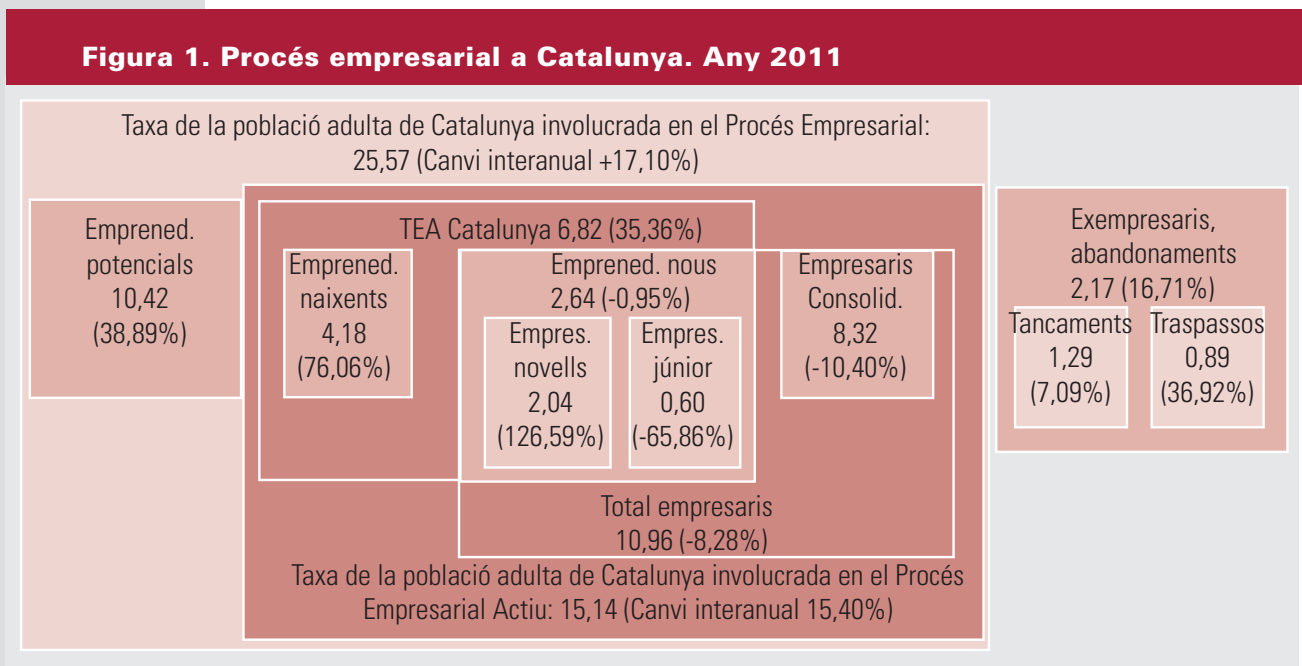 Figura 1. Procés empresarial a Catalunya. Any 2011
Taxa de la població adulta de Catalunya involucrada en el Procés Empresarial:
25,57 (Canvi interanual +17,10%)
Emprened.
potencials
10,42
(38,89%)
TEA Catalunya 6,82 (35,36%)
Emprened.
naixents
4,18
(76,06%)
Emprened. nous
2,64 (-0,95%)
Empres.
novells
2,04
(126,59%)
Empres.
júnior
0,60
(-65,86%)
Empresaris
Consolid.
8,32
(-10,40%)
Total empresaris
10,96 (-8,28%)
Taxa de la població adulta de Catalunya involucrada en el Procés
Empresarial Actiu: 15,14 (Canvi interanual 15,40%)
Exempresaris,
abandonaments
2,17 (16,71%)
Tancaments
1,29
(7,09%)
Traspassos
0,89
(36,92%)